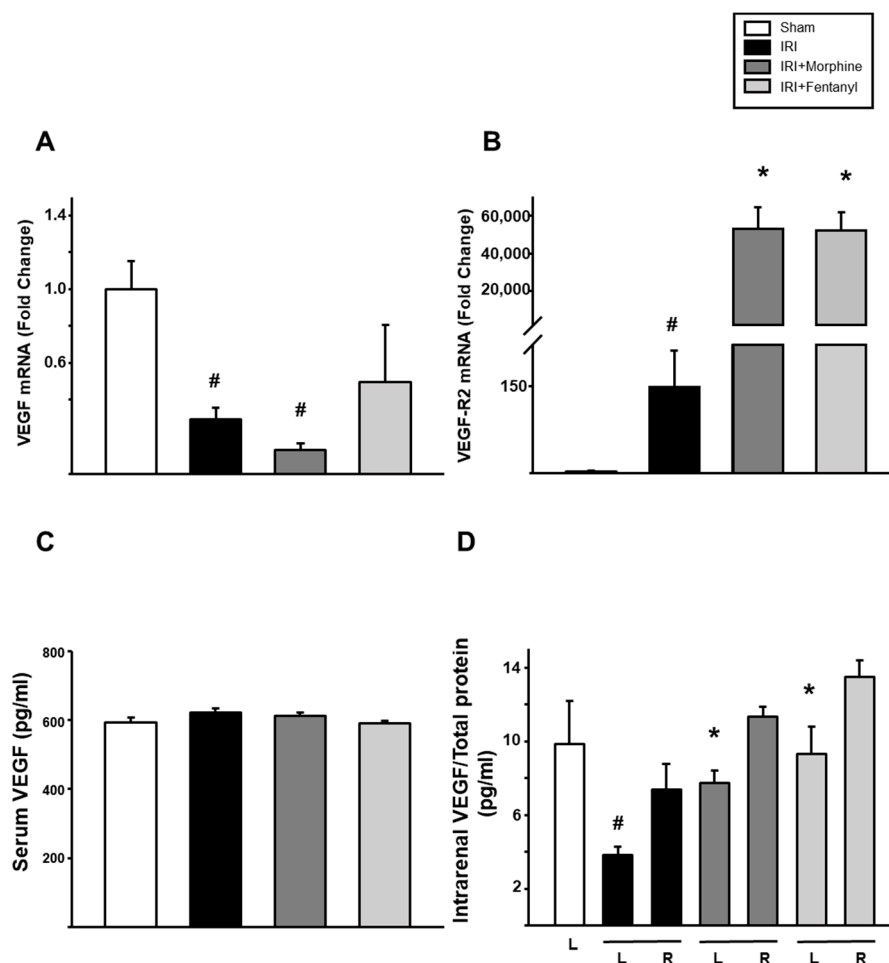 Sham
IRI
IRI+Morphine
IRI+Fentanyl
A
VEGF mRNA (Fold Change)
1.4
1.0
0.6
#
#
B
VEGF-R2 mRNA (Fold Change)
60,000
40,000
20,000
150
#
*
*
C
Serum VEGF (pg/ml)
800
600
400
200
D
Intrarenal VEGF/Total protein
(pg/ml)
14
10
6
2
#
*
*
L
L R L R L R